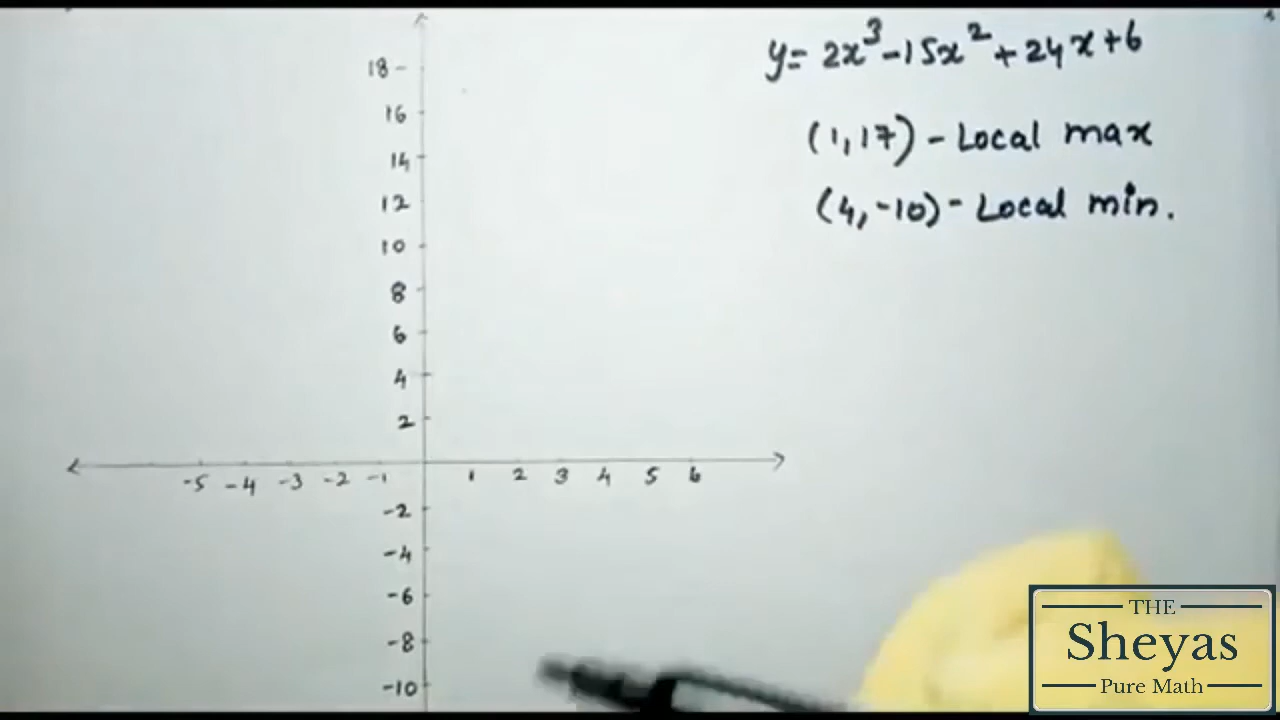 y = 2x³ - 15x² + 24x + 6
(1, 17) - Local max
(4, -10) - Local min.
18
16
14
12
10
8
6
4
2
-5 -4 -3 -2 -1 1 2 3 4 5 6
-2
-4
-6
-8
-10
THE
Sheyas
Pure Math